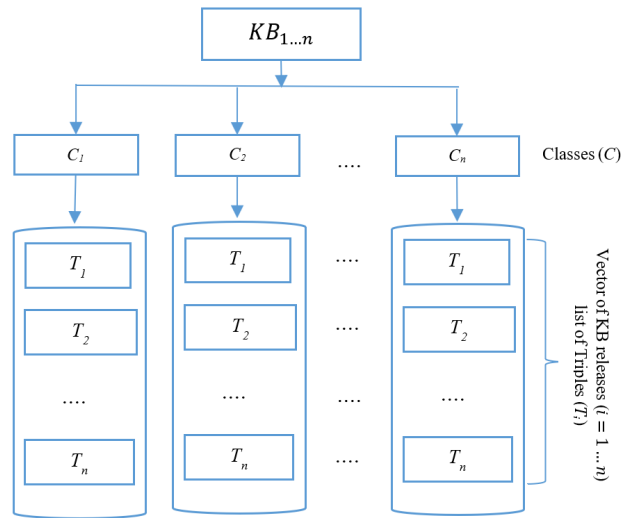 KB₁...ₙ
C₁ C₂ .... Cₙ Classes (C)
T₁ T₁ .... T₁
T₂ T₂ .... T₂
.... .... .... ....
Tₙ Tₙ .... Tₙ
Vector of KB releases (i = 1 ... n)
list of Triples (Tᵢ)